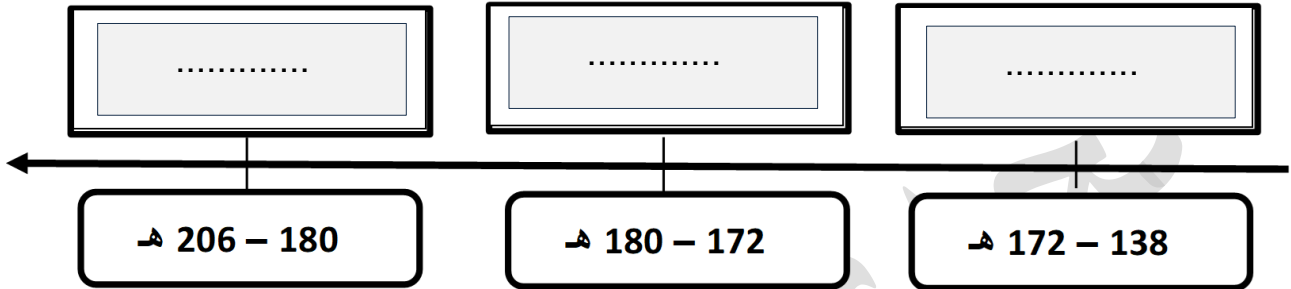 .............
.............
.............
138 – 172 هـ
172 – 180 هـ
180 – 206 هـ